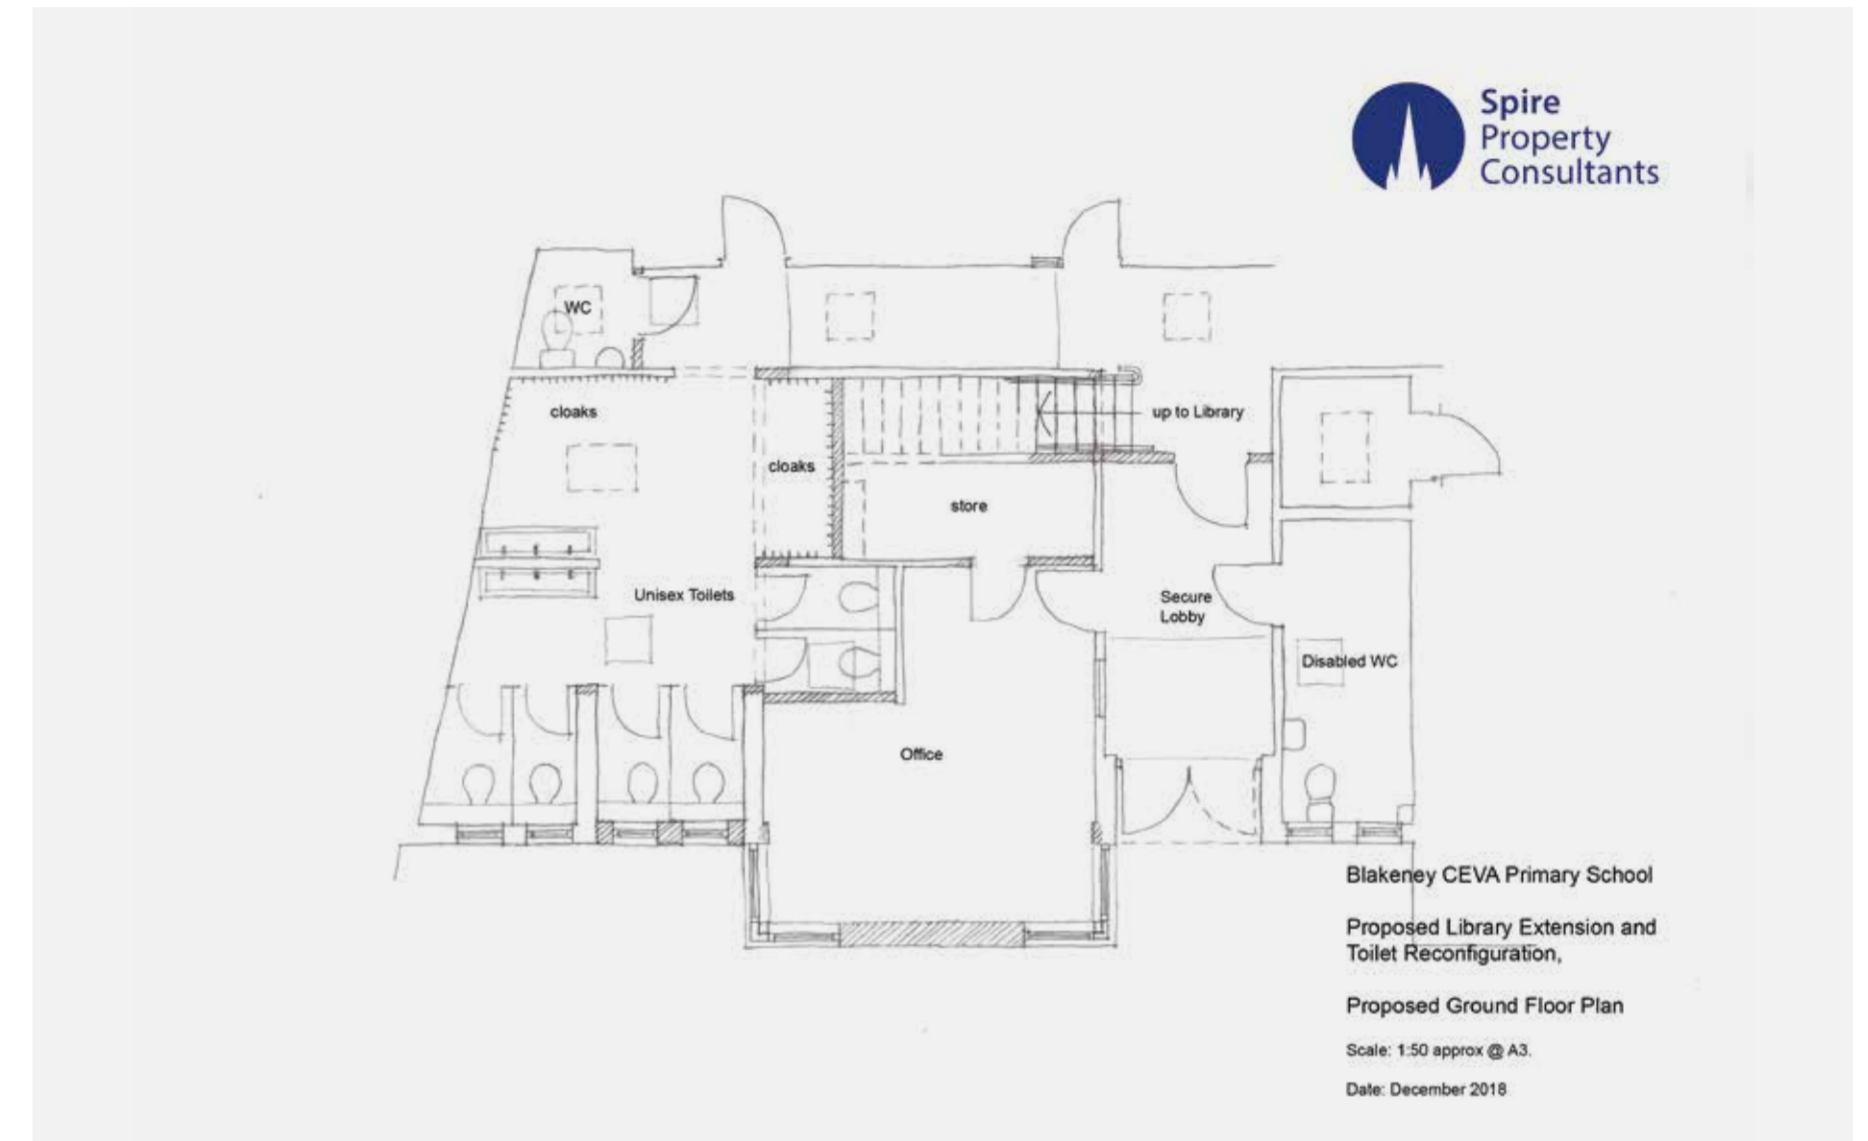 Spire
Property
Consultants
WC
cloaks
up to Library
cloaks
store
Unisex Toilets
Secure
Lobby
Disabled WC
Office
Blakeney CEVA Primary School
Proposed Library Extension and
Toilet Reconfiguration,
Proposed Ground Floor Plan
Scale: 1:50 approx @ A3.
Date: December 2018